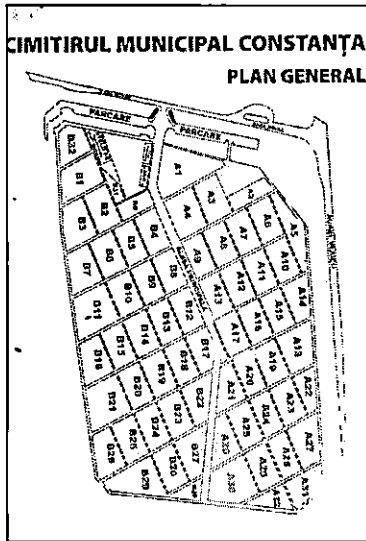 CIMITIRUL MUNICIPAL CONSTANȚA
PLAN GENERAL
PARCARE
PARCARE
B22
A1
B1
B2
B3
B4
B5
B6
B7
B8
B9
B10
B11
B12
B13
B14
B15
B16
B17
B18
B19
B20
B21
B22
B23
B24
B25
B26
B27
B28
B29
A2
A3
A4
A5
A6
A7
A8
A9
A10
A11
A12
A13
A14
A15
A16
A17
A18
A19
A20
A21
A22
A23
A24
A25
A26
A27
A28
A29
A30
A31